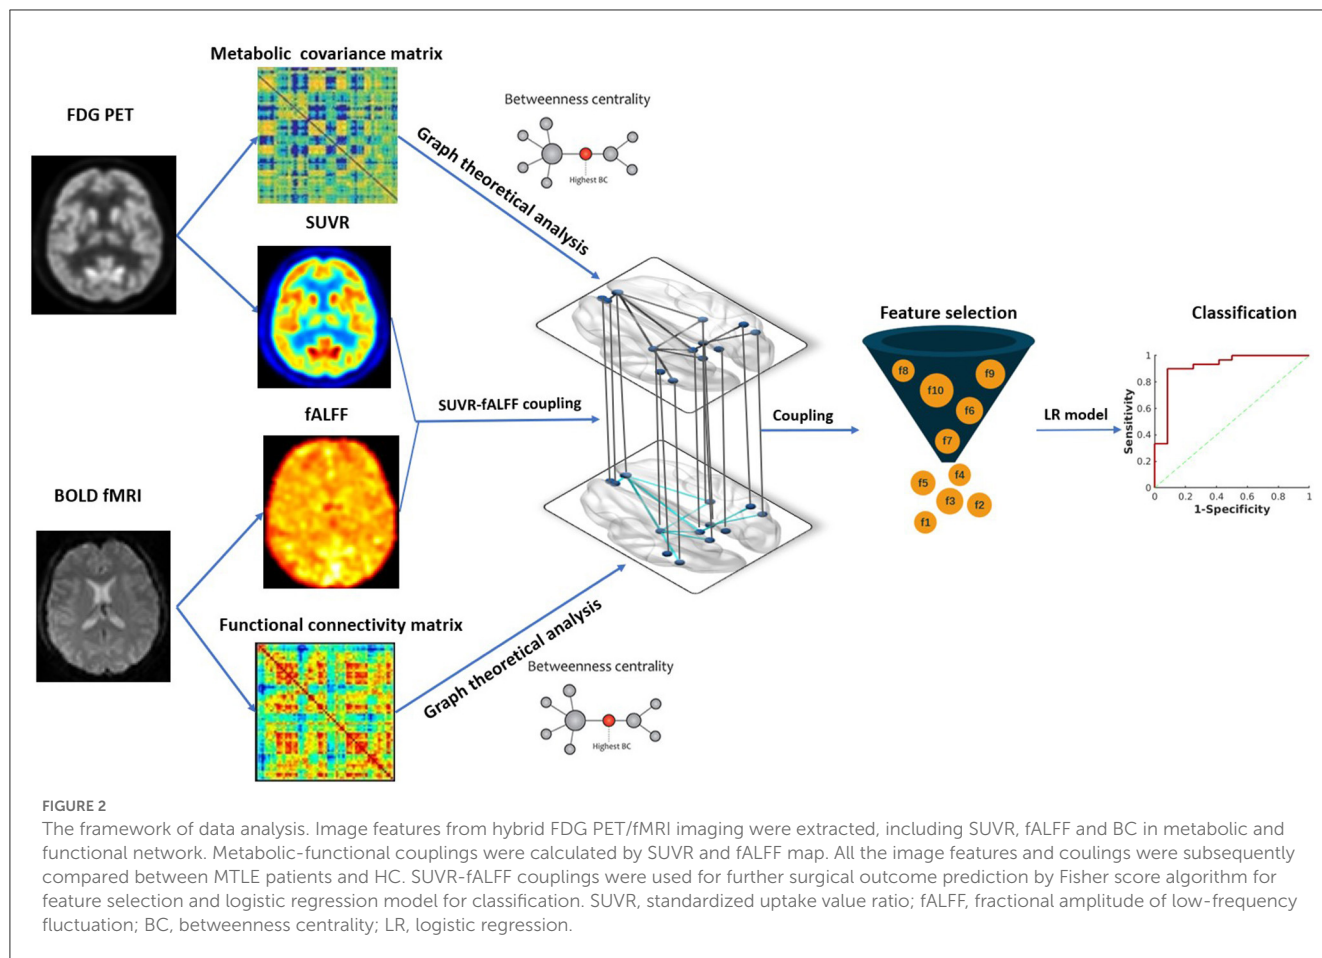 Metabolic covariance matrix
FDG PET
Betweenness centrality
Highest BC
Graph theoretical analysis
SUVR
SUVR-fALFF coupling
fALFF
BOLD fMRI
Functional connectivity matrix
Graph theoretical analysis
Betweenness centrality
Highest BC
Coupling
Feature selection
f8
f9
f10
f6
f7
f4
f5
f3
f2
f1
LR model
Classification
Sensitivity
1
0.8
0.6
0.4
0.2
0
0 0.2 0.4 0.6 0.8 1
1-Specificity
FIGURE 2
The framework of data analysis. Image features from hybrid FDG PET/fMRI imaging were extracted, including SUVR, fALFF and BC in metabolic and
functional network. Metabolic-functional couplings were calculated by SUVR and fALFF map. All the image features and coulings were subsequently
compared between MTLE patients and HC. SUVR-fALFF couplings were used for further surgical outcome prediction by Fisher score algorithm for
feature selection and logistic regression model for classification. SUVR, standardized uptake value ratio; fALFF, fractional amplitude of low-frequency
fluctuation; BC, betweenness centrality; LR, logistic regression.